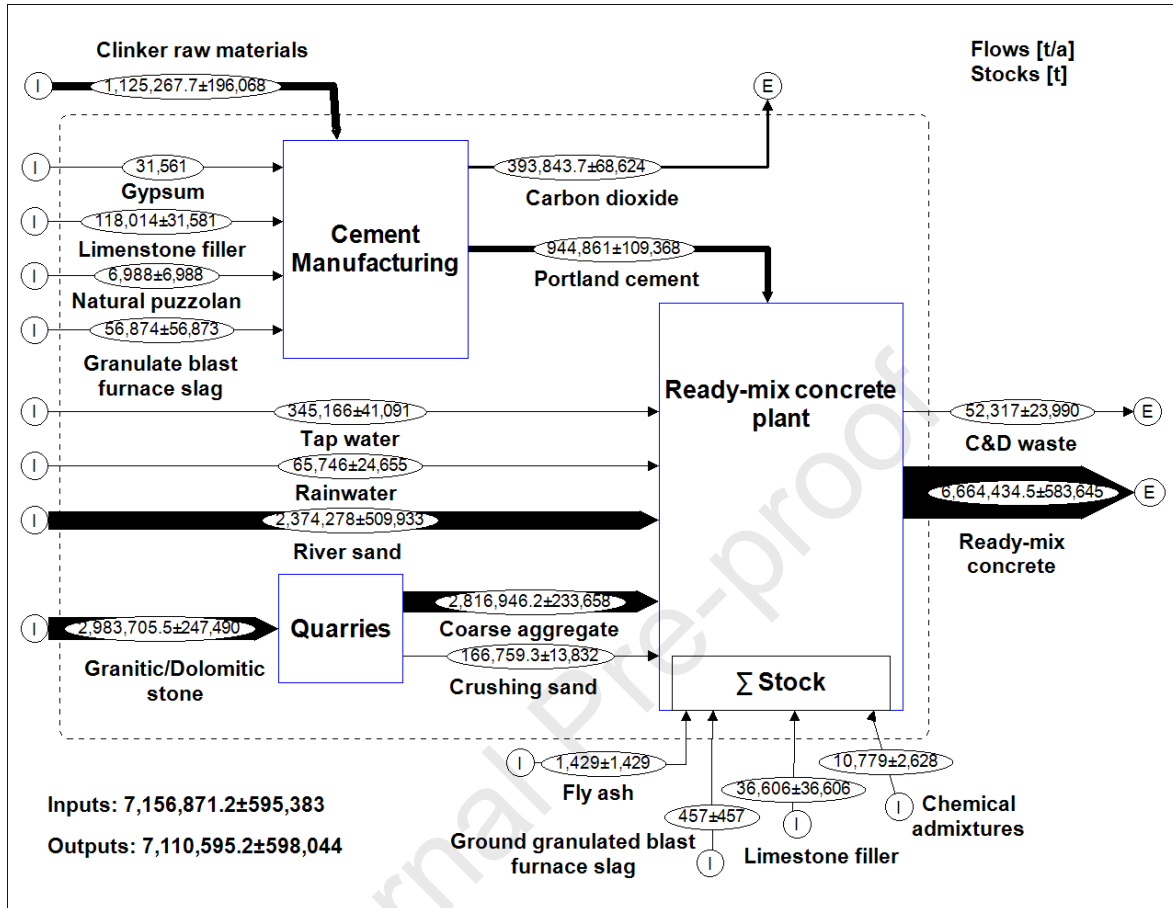 Clinker raw materials
I
1,125,267.7±196,068
Flows [t/a]
Stocks [t]
E
I
31,561
Gypsum
I
118,014±31,581
Limenstone filler
I
6,988±6,988
Natural puzzolan
I
56,874±56,873
Granulate blast
furnace slag
Cement
Manufacturing
393,843.7±68,624
Carbon dioxide
944,861±109,368
Portland cement
I
345,166±41,091
Tap water
I
65,746±24,655
Rainwater
I
2,374,278±509,933
River sand
I
2,983,705.5±247,490
Granitic/Dolomitic
stone
Quarries
2,816,946.2±233,658
Coarse aggregate
166,759.3±13,832
Crushing sand
Ready-mix concrete
plant
∑ Stock
52,317±23,990
E
C&D waste
6,664,434.5±583,645
E
Ready-mix
concrete
I
1,429±1,429
Fly ash
457±457
I
Ground granulated blast
furnace slag
36,606±36,606
I
Limestone filler
10,779±2,628
I
Chemical
admixtures
Inputs: 7,156,871.2±595,383
Outputs: 7,110,595.2±598,044
rnal Pre-proof